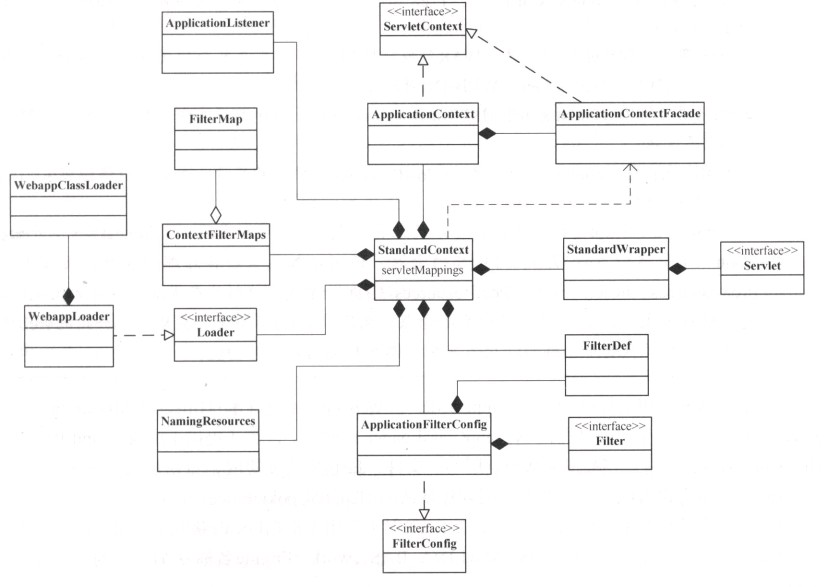 ApplicationListener
<<interface>>
ServletContext
FilterMap
ApplicationContext
ApplicationContextFacade
WebappClassLoader
ContextFilterMaps
StandardContext
servletMappings
StandardWrapper
<<interface>>
Servlet
WebappLoader
<<interface>>
Loader
FilterDef
NamingResources
ApplicationFilterConfig
<<interface>>
Filter
<<interface>>
FilterConfig